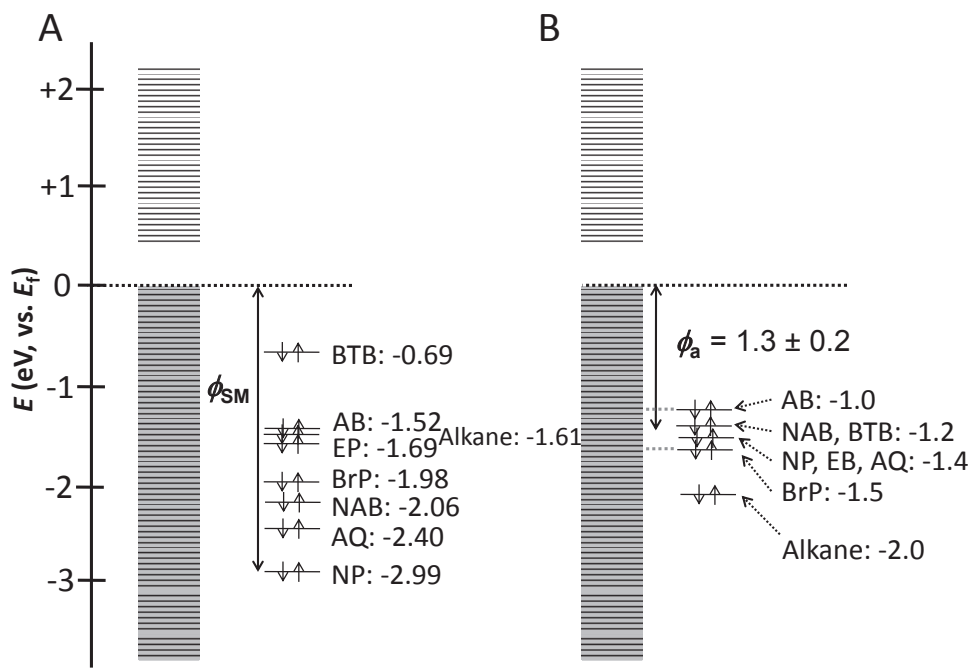 A
B
+2
+1
0
-1
-2
-3
E (eV, vs. Ef)
ϕSM
BTB: -0.69
AB: -1.52
EP: -1.69
Alkane: -1.61
BrP: -1.98
NAB: -2.06
AQ: -2.40
NP: -2.99
ϕa = 1.3 ± 0.2
AB: -1.0
NAB, BTB: -1.2
NP, EB, AQ: -1.4
BrP: -1.5
Alkane: -2.0